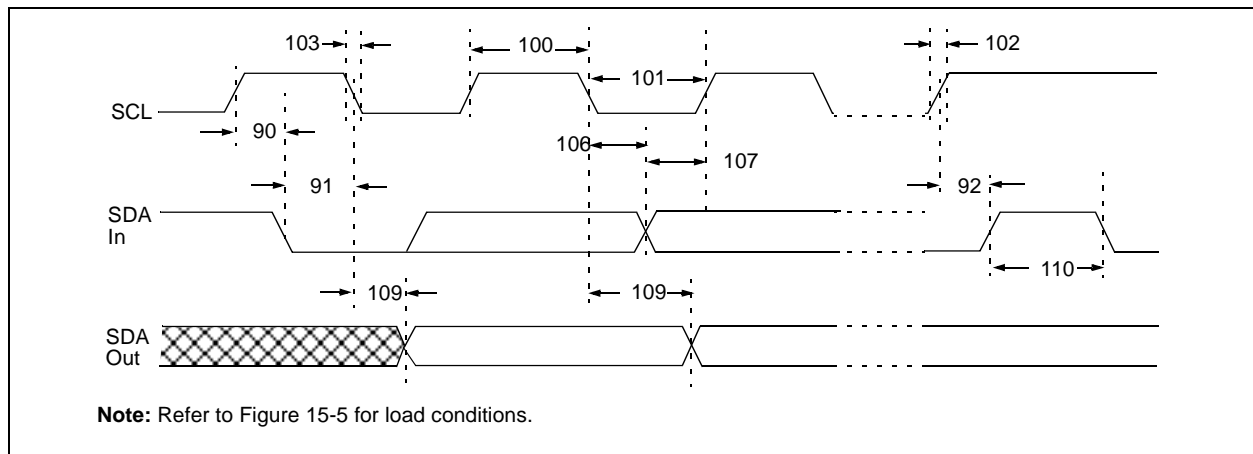 103
100
101
102
SCL
90
106
107
91
92
SDA
In
109
109
110
SDA
Out
Note: Refer to Figure 15-5 for load conditions.